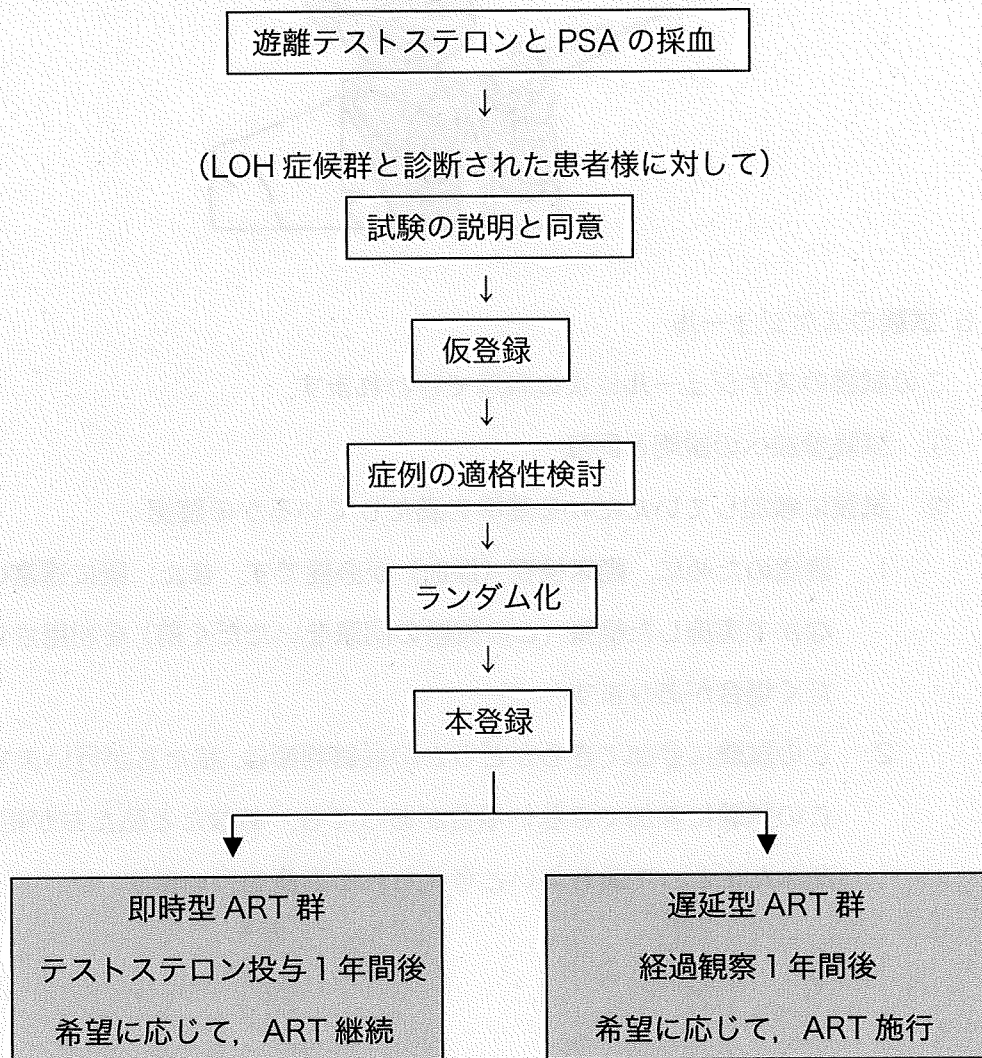 遊離テストステロンと PSA の採血
↓
（LOH 症候群と診断された患者様に対して）
試験の説明と同意
↓
仮登録
↓
症例の適格性検討
↓
ランダム化
↓
本登録
即時型 ART 群
テストステロン投与 1 年間後
希望に応じて，ART 継続
遅延型 ART 群
経過観察 1 年間後
希望に応じて，ART 施行